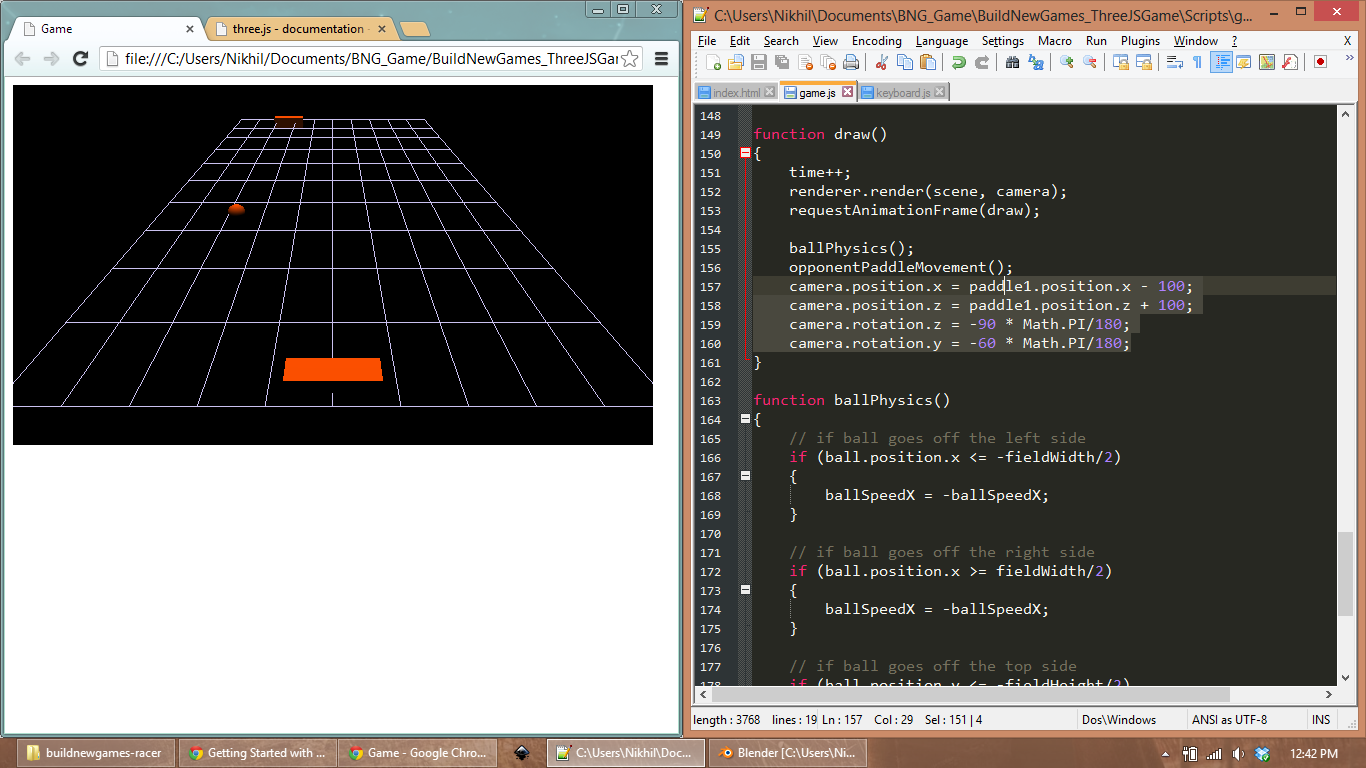 Game
three.js - documentation
file:///C:/Users/Nikhil/Documents/BNG_Game/BuildNewGames_ThreeJSGar
C:\Users\Nikhil\Documents\BNG_Game\BuildNewGames_ThreeJSGame\Scripts\g...
File Edit Search View Encoding Language Settings Macro Run Plugins Window ? X
index.html game.js keyboard.js
148
149 function draw()
150 {
151 time++;
152 renderer.render(scene, camera);
153 requestAnimationFrame(draw);
154
155 ballPhysics();
156 opponentPaddleMovement();
157 camera.position.x = paddle1.position.x - 100;
158 camera.position.z = paddle1.position.z + 100;
159 camera.rotation.z = -90 * Math.PI/180;
160 camera.rotation.y = -60 * Math.PI/180;
161 }
162
163 function ballPhysics()
164 {
165 // if ball goes off the left side
166 if (ball.position.x <= -fieldWidth/2)
167 {
168 ballSpeedX = -ballSpeedX;
169 }
170
171 // if ball goes off the right side
172 if (ball.position.x >= fieldWidth/2)
173 {
174 ballSpeedX = -ballSpeedX;
175 }
176
177 // if ball goes off the top side
178 if (ball.position.y <= -fieldHeight/2)
length : 3768 lines : 19 Ln : 157 Col : 29 Sel : 151 | 4 Dos\Windows ANSI as UTF-8 INS
buildnewgames-racer Getting Started with ... Game - Google Chro... C:\Users\Nikhil\Doc... Blender [C:\Users\Ni... 12:42 PM